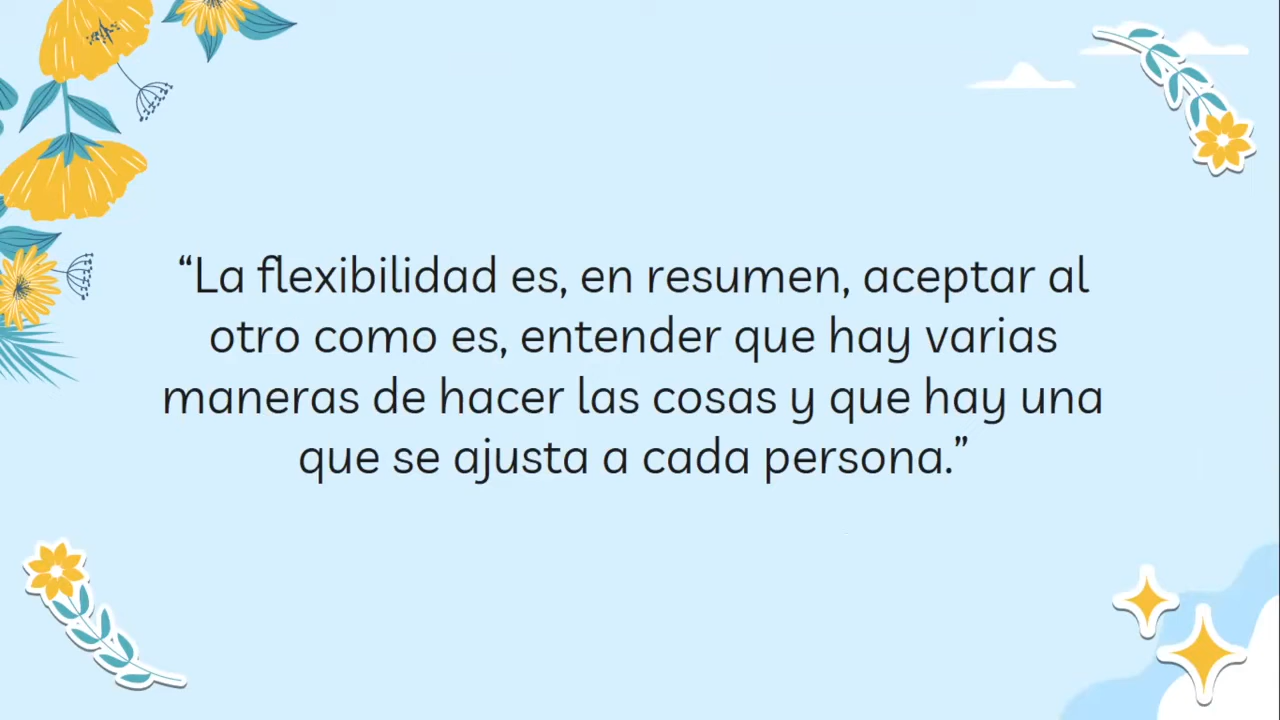 “La flexibilidad es, en resumen, aceptar al
otro como es, entender que hay varias
maneras de hacer las cosas y que hay una
que se ajusta a cada persona.”